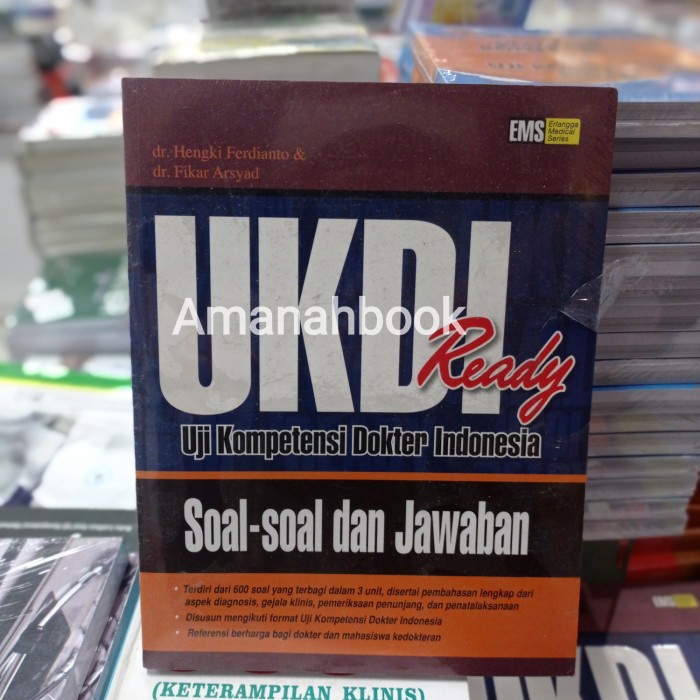 EMS Erlangga
Medical
Series
dr. Hengki Ferdianto &
dr. Fikar Arsyad
UKDI
Amanahbook
Ready
Uji Kompetensi Dokter Indonesia
Soal-soal dan Jawaban
• Terdiri dari 600 soal yang terbagi dalam 3 unit, disertai pembahasan lengkap dari
aspek diagnosis, gejala klinis, pemeriksaan penunjang, dan penatalaksanaan
• Disusun mengikuti format Uji Kompetensi Dokter Indonesia
• Referensi berharga bagi dokter dan mahasiswa kedokteran
(KETERAMPILAN KLINIS)
EMS
UKDI